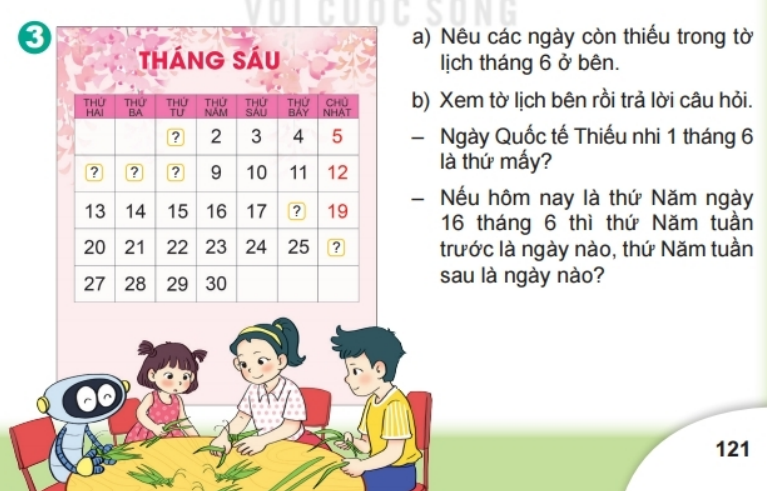 VỚI CUỘC SỐNG
3
THÁNG SÁU
THỨ HAI THỨ BA THỨ TƯ THỨ NĂM THỨ SÁU THỨ BẢY CHỦ NHẬT
? 2 3 4 5
? ? ? 9 10 11 12
13 14 15 16 17 ? 19
20 21 22 23 24 25 ?
27 28 29 30
a) Nêu các ngày còn thiếu trong tờ
lịch tháng 6 ở bên.
b) Xem tờ lịch bên rồi trả lời câu hỏi.
– Ngày Quốc tế Thiếu nhi 1 tháng 6
là thứ mấy?
– Nếu hôm nay là thứ Năm ngày
16 tháng 6 thì thứ Năm tuần
trước là ngày nào, thứ Năm tuần
sau là ngày nào?
121